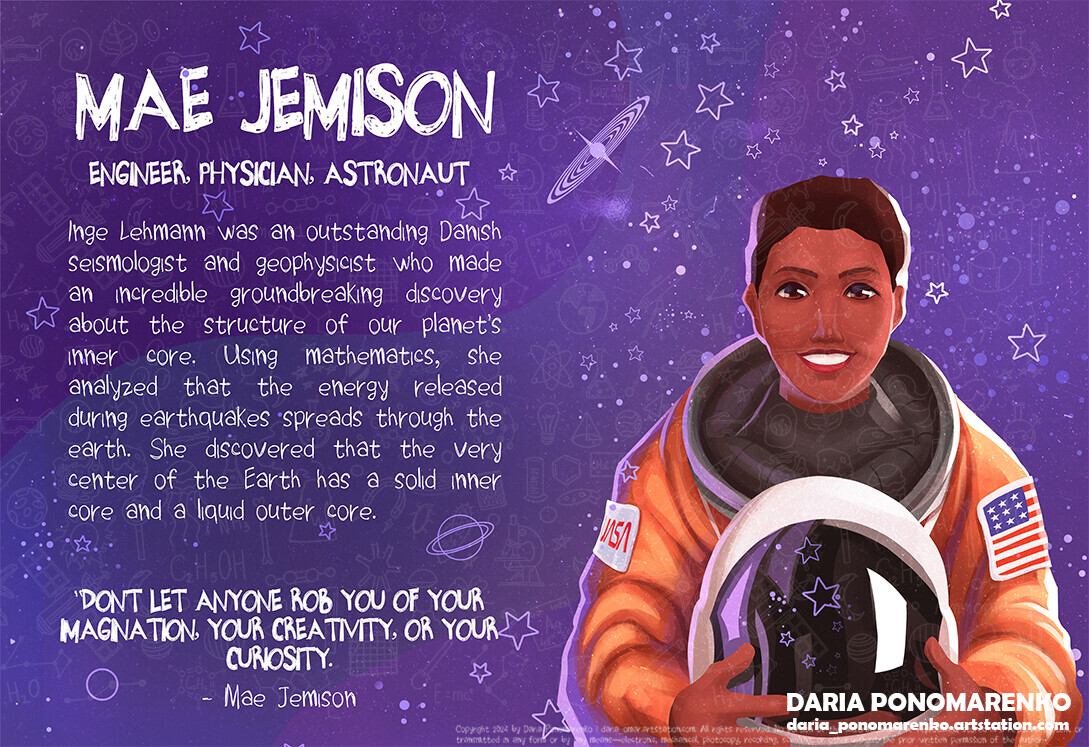 MAE JEMISON
ENGINEER, PHYSICIAN, ASTRONAUT
Inge Lehmann was an outstanding Danish
seismologist and geophysicist who made
an incredible groundbreaking discovery
about the structure of our planet's
inner core. Using mathematics, she
analyzed that the energy released
during earthquakes spreads through the
earth. She discovered that the very
center of the Earth has a solid inner
core and a liquid outer core.
"DONT LET ANYONE ROB YOU OF YOUR
IMAGINATION, YOUR CREATIVITY, OR YOUR
CURIOSITY.
- Mae Jemison
NASA
DARIA PONOMARENKO
daria_ponomarenko.artstation.com